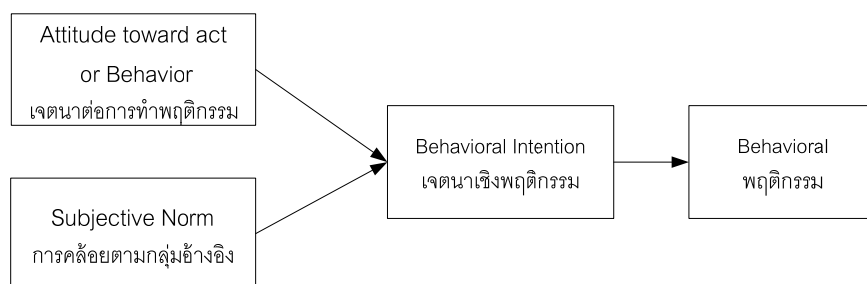 Attitude toward act
or Behavior
เจตนาต่อการทำพฤติกรรม
Subjective Norm
การคล้อยตามกลุ่มอ้างอิง
Behavioral Intention
เจตนาเชิงพฤติกรรม
Behavioral
พฤติกรรม